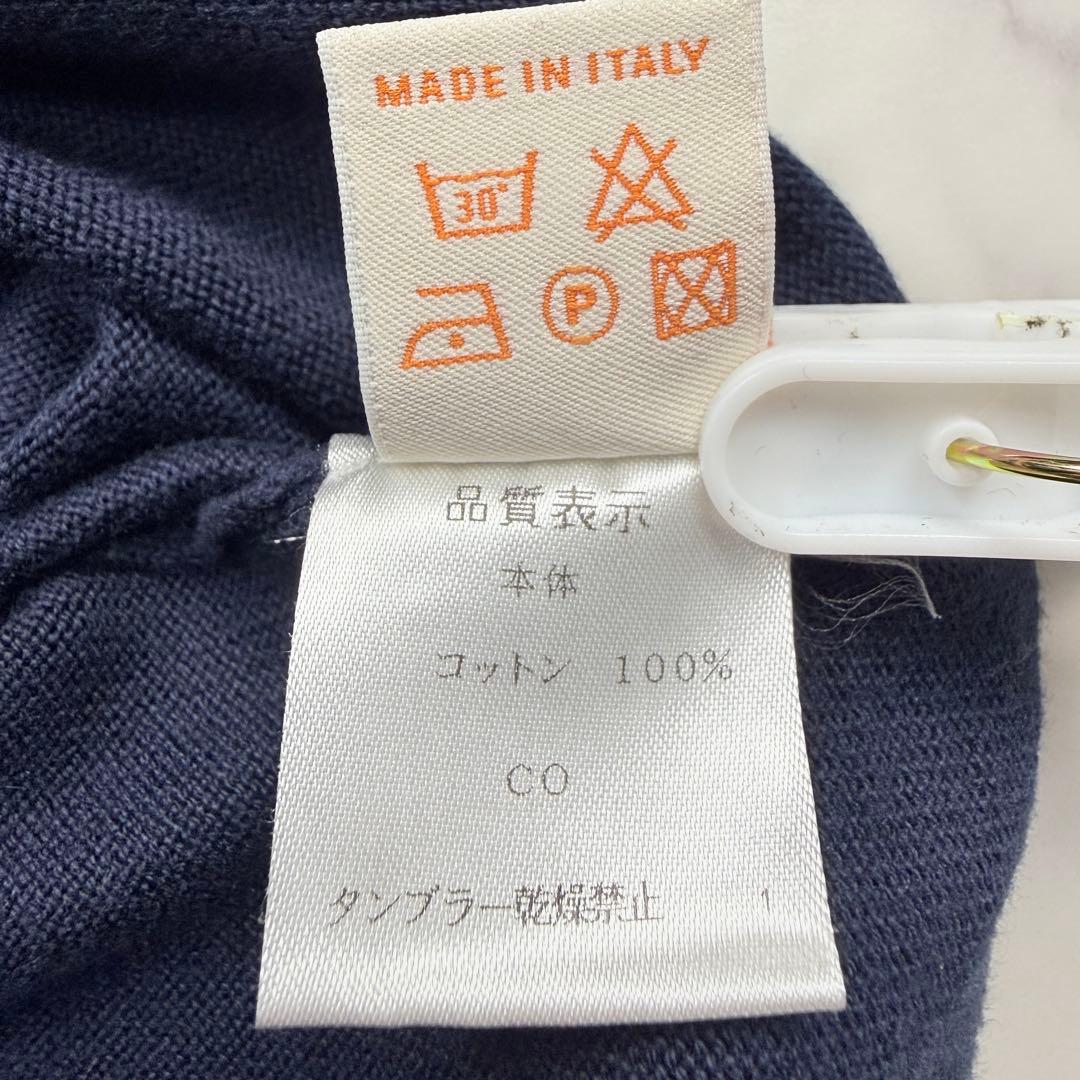 MADE IN ITALY
30°
P
品質表示
本体
コットン 100%
CO
タンブラー乾燥禁止 1